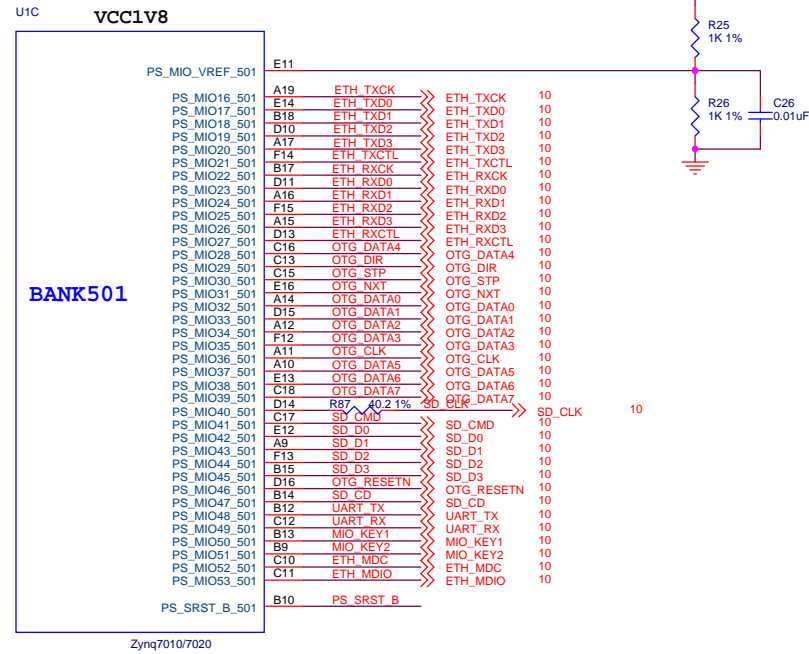 U1C VCC1V8
R25
1K 1%
PS_MIO_VREF_501 E11
R26
1K 1%
C26
0.01uF
PS_MIO16_501 A19 ETH_TXCK ETH_TXCK 10
PS_MIO17_501 E14 ETH_TXD0 ETH_TXD0 10
PS_MIO18_501 B18 ETH_TXD1 ETH_TXD1 10
PS_MIO19_501 D10 ETH_TXD2 ETH_TXD2 10
PS_MIO20_501 A17 ETH_TXD3 ETH_TXD3 10
PS_MIO21_501 F14 ETH_TXCTL ETH_TXCTL 10
PS_MIO22_501 B17 ETH_RXCK ETH_RXCK 10
PS_MIO23_501 D11 ETH_RXD0 ETH_RXD0 10
PS_MIO24_501 A16 ETH_RXD1 ETH_RXD1 10
PS_MIO25_501 F15 ETH_RXD2 ETH_RXD2 10
PS_MIO26_501 A15 ETH_RXD3 ETH_RXD3 10
PS_MIO27_501 D13 ETH_RXCTL ETH_RXCTL 10
PS_MIO28_501 C16 OTG_DATA4 OTG_DATA4 10
PS_MIO29_501 C13 OTG_DIR OTG_DIR 10
PS_MIO30_501 C15 OTG_STP OTG_STP 10
PS_MIO31_501 E16 OTG_NXT OTG_NXT 10
BANK501
PS_MIO32_501 A14 OTG_DATA0 OTG_DATA0 10
PS_MIO33_501 D15 OTG_DATA1 OTG_DATA1 10
PS_MIO34_501 A12 OTG_DATA2 OTG_DATA2 10
PS_MIO35_501 F12 OTG_DATA3 OTG_DATA3 10
PS_MIO36_501 A11 OTG_CLK OTG_CLK 10
PS_MIO37_501 A10 OTG_DATA5 OTG_DATA5 10
PS_MIO38_501 E13 OTG_DATA6 OTG_DATA6 10
PS_MIO39_501 C18 OTG_DATA7 OTG_DATA7 10
PS_MIO40_501 D14 R87 40.2 1% SD_CLK SD_CLK 10
PS_MIO41_501 C17 SD_CMD SD_CMD 10
PS_MIO42_501 E12 SD_D0 SD_D0 10
PS_MIO43_501 A9 SD_D1 SD_D1 10
PS_MIO44_501 F13 SD_D2 SD_D2 10
PS_MIO45_501 B15 SD_D3 SD_D3 10
PS_MIO46_501 D16 OTG_RESETN OTG_RESETN 10
PS_MIO47_501 B14 SD_CD SD_CD 10
PS_MIO48_501 B12 UART_TX UART_TX 10
PS_MIO49_501 C12 UART_RX UART_RX 10
PS_MIO50_501 B13 MIO_KEY1 MIO_KEY1 10
PS_MIO51_501 B9 MIO_KEY2 MIO_KEY2 10
PS_MIO52_501 C10 ETH_MDC ETH_MDC 10
PS_MIO53_501 C11 ETH_MDIO ETH_MDIO 10
PS_SRST_B_501 B10 PS_SRST_B
Zynq7010/7020